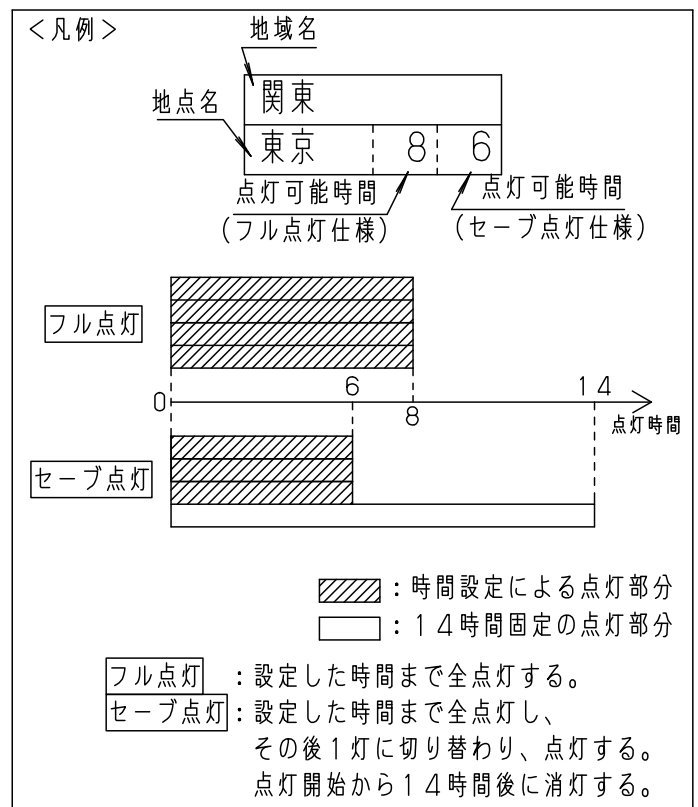 ＜凡例＞
地域名
関東
地点名
東京 8 6
点灯可能時間
(フル点灯仕様)
点灯可能時間
(セーブ点灯仕様)
フル点灯
0 6 8 14
点灯時間
セーブ点灯
：時間設定による点灯部分
：１４時間固定の点灯部分
フル点灯 ：設定した時間まで全点灯する。
セーブ点灯：設定した時間まで全点灯し、
その後１灯に切り替わり、点灯する。
点灯開始から１４時間後に消灯する。